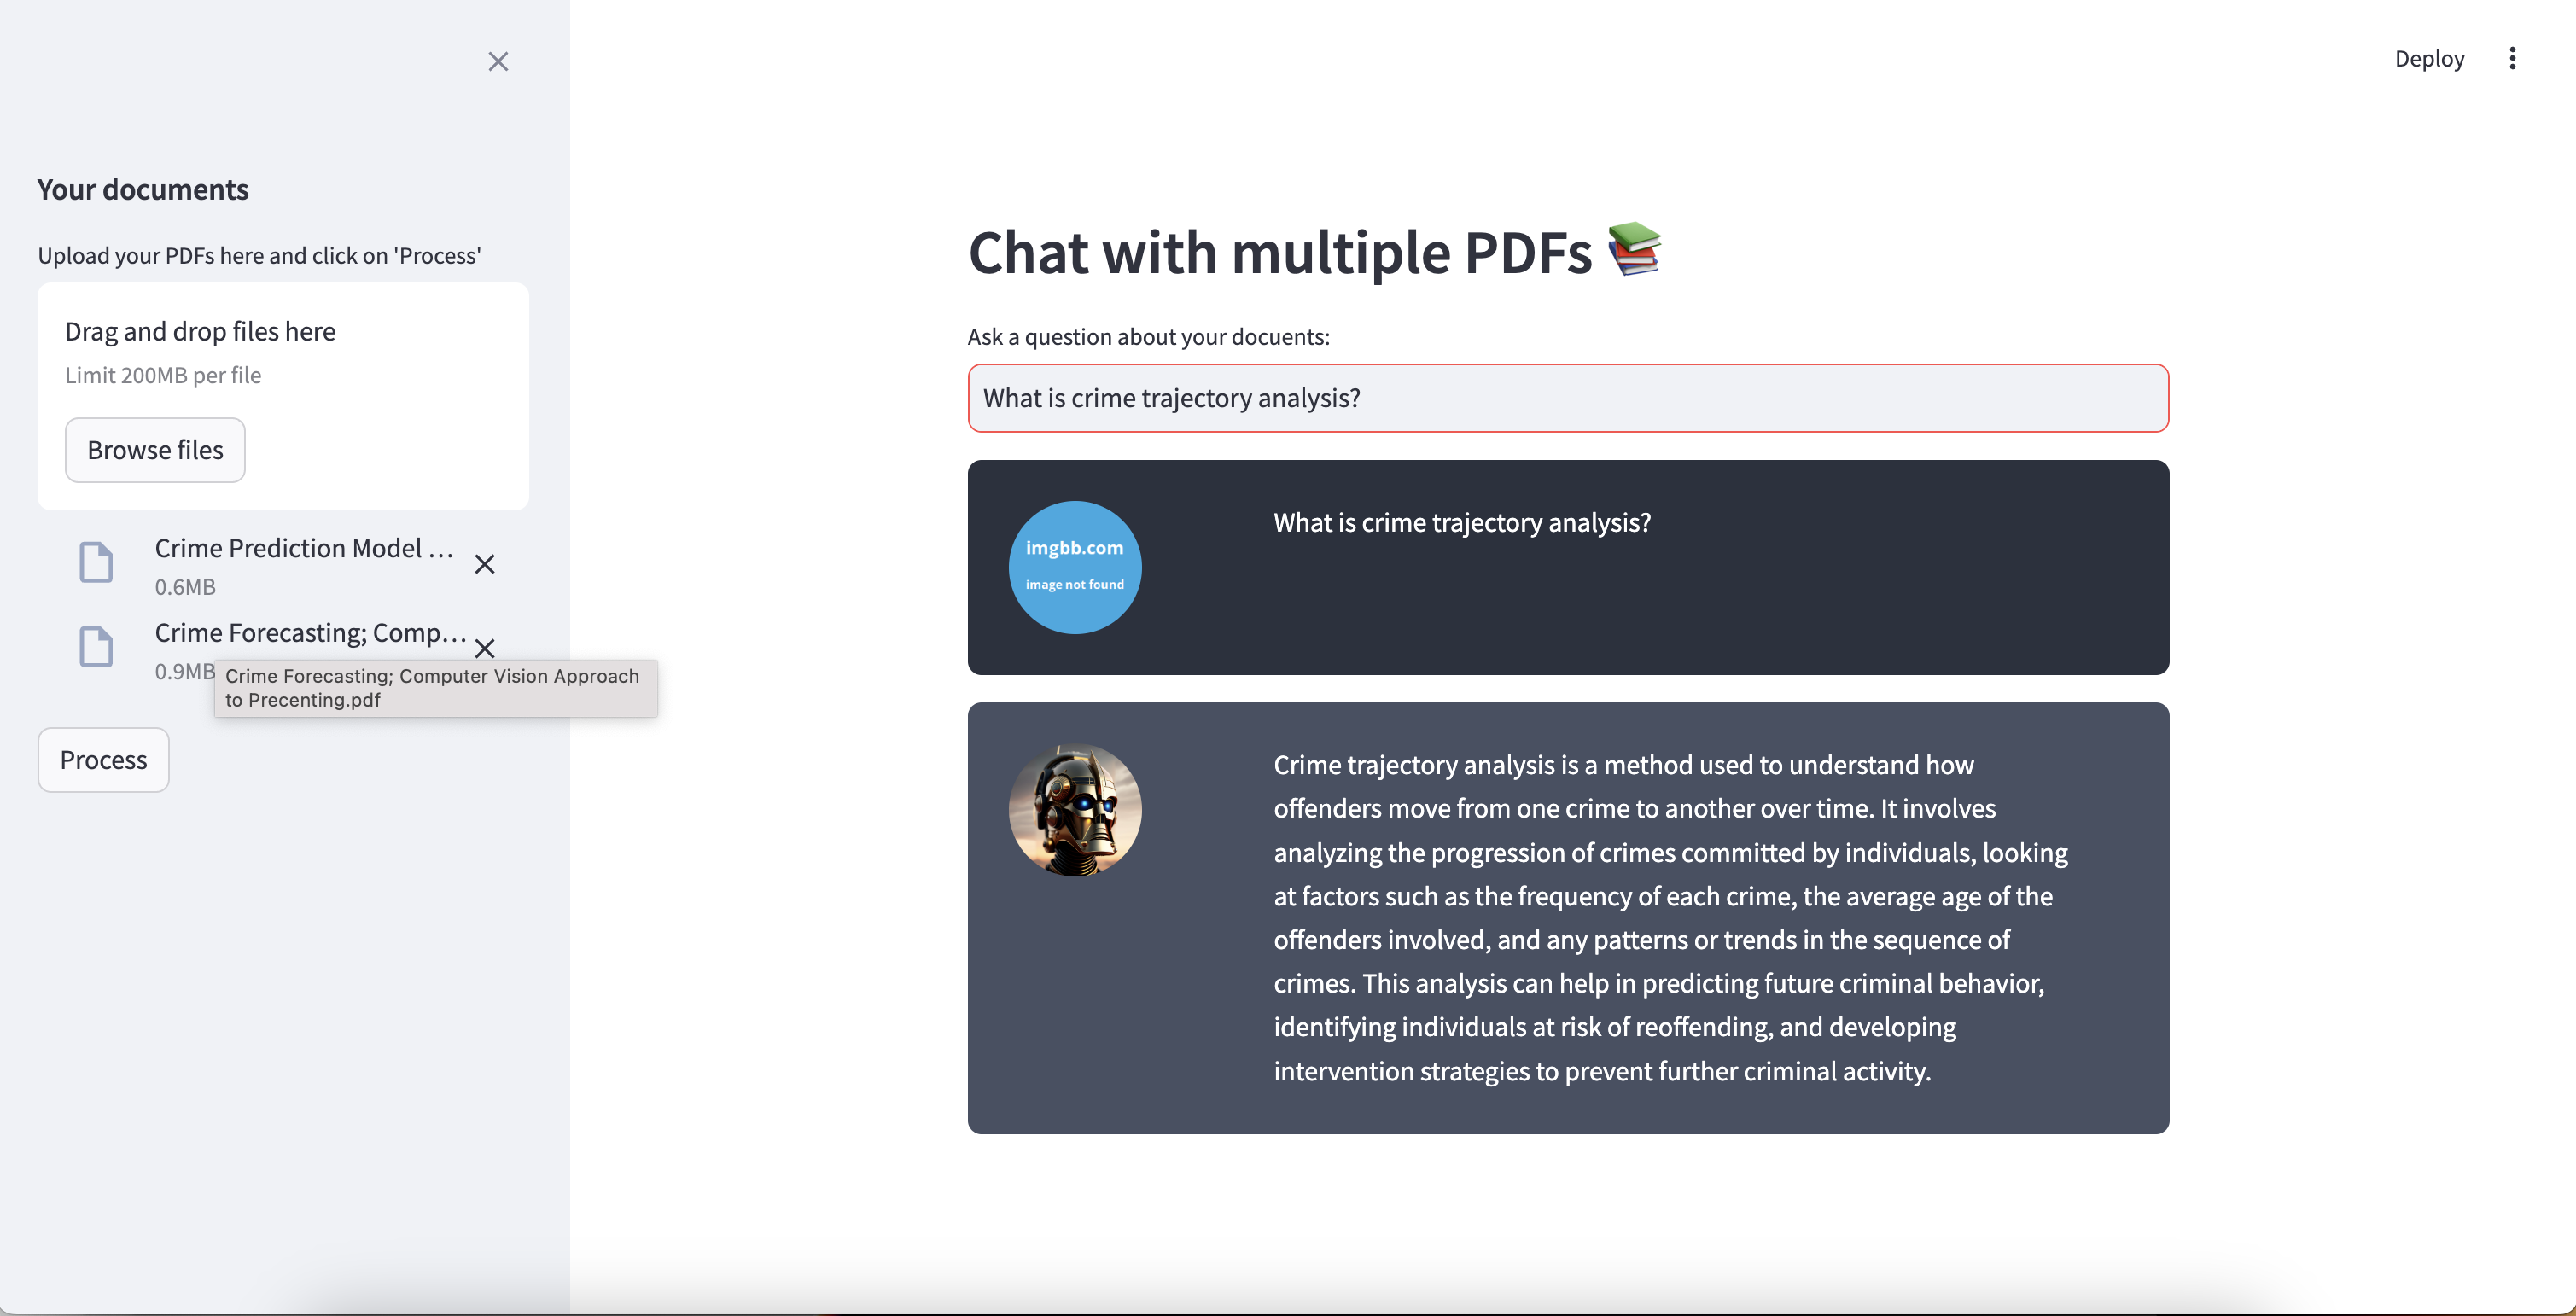 Deploy
Your documents
Upload your PDFs here and click on 'Process'
Drag and drop files here
Limit 200MB per file
Browse files
Crime Prediction Model …
0.6MB
Crime Forecasting; Comp…
0.9MB
Crime Forecasting; Computer Vision Approach
to Precenting.pdf
Process
Chat with multiple PDFs
Ask a question about your docuents:
What is crime trajectory analysis?
imgbb.com
image not found
What is crime trajectory analysis?
Crime trajectory analysis is a method used to understand how
offenders move from one crime to another over time. It involves
analyzing the progression of crimes committed by individuals, looking
at factors such as the frequency of each crime, the average age of the
offenders involved, and any patterns or trends in the sequence of
crimes. This analysis can help in predicting future criminal behavior,
identifying individuals at risk of reoffending, and developing
intervention strategies to prevent further criminal activity.